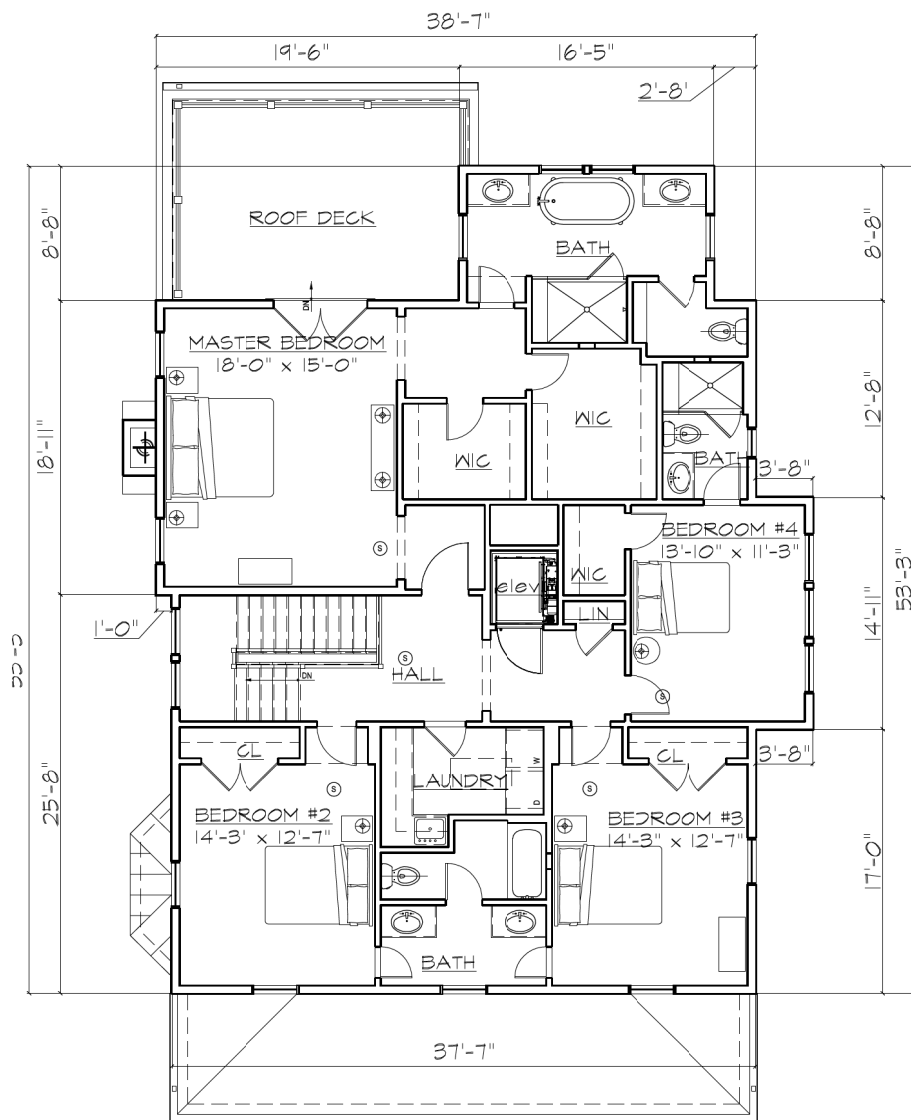 38'-7"
19'-6"
16'-5"
2'-8'
8'-8"
8'-8"
ROOF DECK
BATH
DN
MASTER BEDROOM
18'-0" x 15'-0"
12'-8"
18'-11"
WIC
WIC
BATH
3'-8"
BEDROOM #4
13'-10" x 11'-3"
S
elev
WIC
53'-3"
LIN
14'-11"
1'-0"
S
HALL
DN
S
CL
LAUNDRY
W
D
CL
3'-8"
25'-8"
S
S
BEDROOM #2
14'-3' x 12'-7"
BEDROOM #3
14'-3" x 12'-7"
17'-0"
BATH
37'-7"